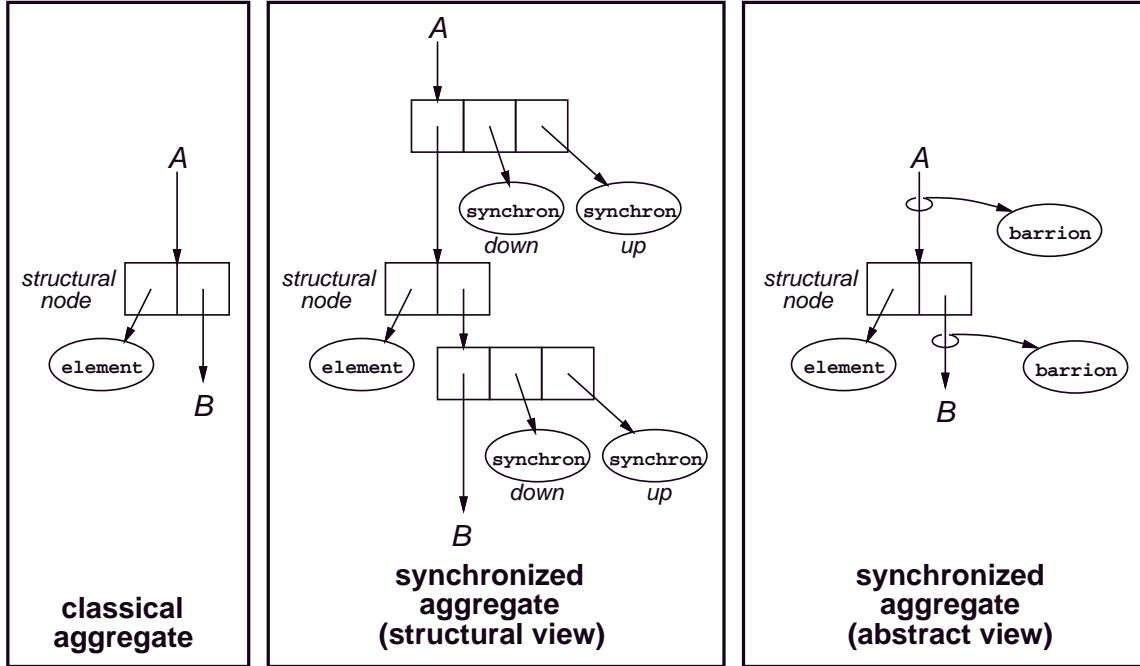 A
structural
node
element
B
classical
aggregate
A
synchron
synchron
down
up
structural
node
element
synchron
synchron
down
up
B
synchronized
aggregate
(structural view)
A
barrion
structural
node
element
barrion
B
synchronized
aggregate
(abstract view)